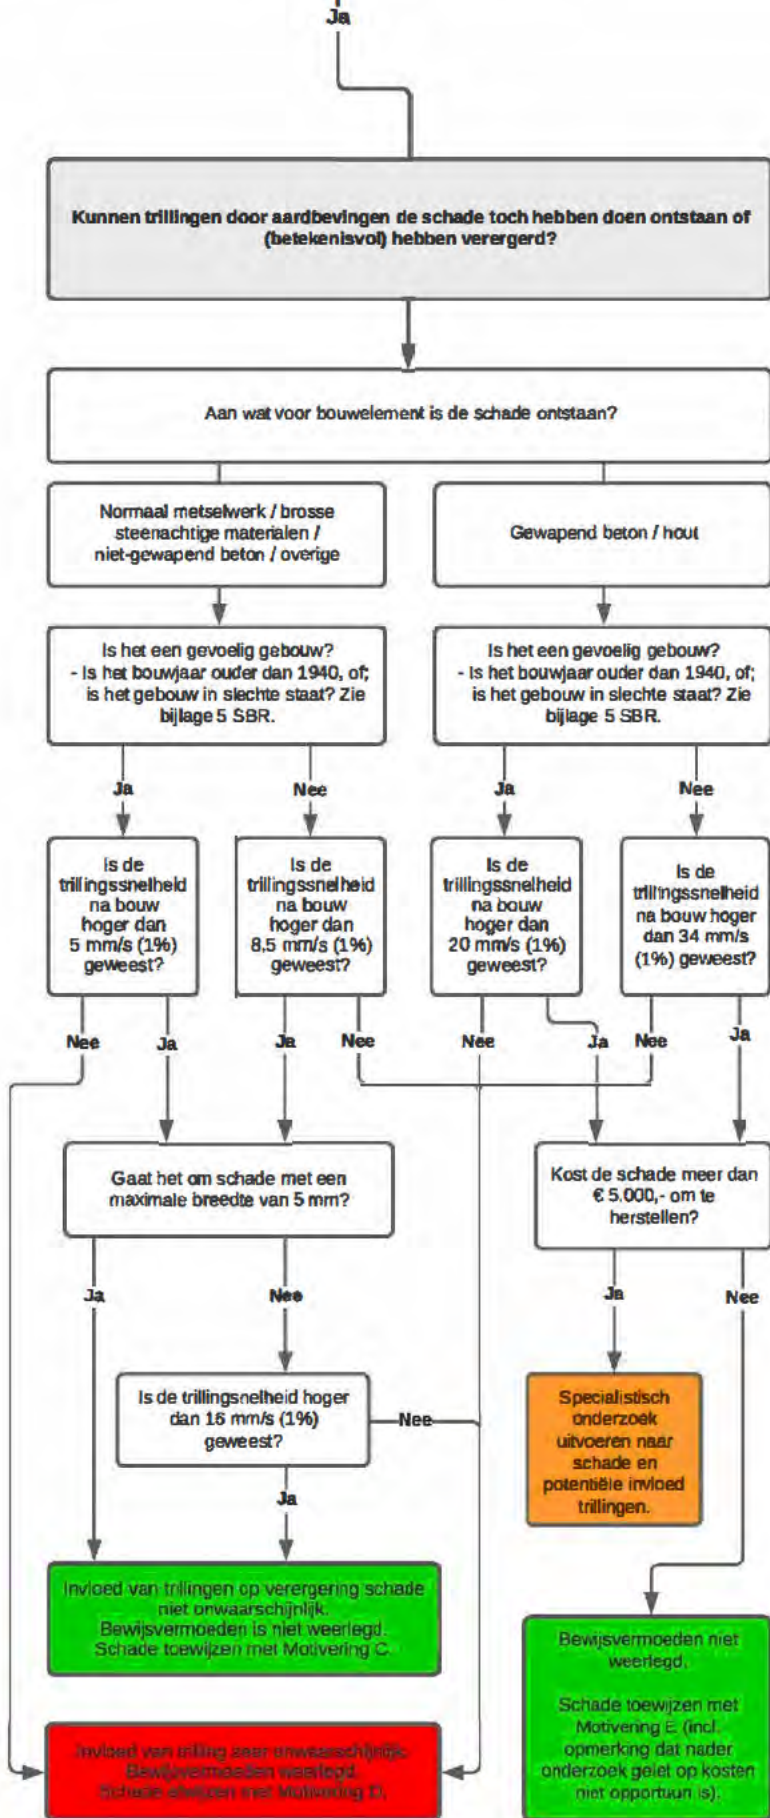 Ja
Kunnen trillingen door aardbevingen de schade toch hebben doen ontstaan of
(betekenisvol) hebben verergerd?
Aan wat voor bouwelement is de schade ontstaan?
Normaal metselwerk / brosse
steenachtige materialen /
niet-gewapend beton / overige
Gewapend beton / hout
Is het een gevoelig gebouw?
- Is het bouwjaar ouder dan 1940, of;
is het gebouw in slechte staat? Zie
bijlage 5 SBR.
Is het een gevoelig gebouw?
- Is het bouwjaar ouder dan 1940, of;
is het gebouw in slechte staat? Zie
bijlage 5 SBR.
Ja
Nee
Ja
Nee
Is de
trillingssnelheid
na bouw
hoger dan
5 mm/s (1%)
geweest?
Is de
trillingssnelheid
na bouw
hoger dan
8,5 mm/s (1%)
geweest?
Is de
trillingssnelheid
na bouw
hoger dan
20 mm/s (1%)
geweest?
Is de
trillingssnelheid
na bouw hoger
dan 34 mm/s
(1%) geweest?
Nee
Ja
Ja
Nee
Nee
Ja
Nee
Ja
Gaat het om schade met een
maximale breedte van 5 mm?
Kost de schade meer dan
€ 5.000,- om te
herstellen?
Ja
Nee
Ja
Nee
Is de trillingsnelheid hoger
dan 16 mm/s (1%)
geweest?
Nee
Ja
Specialistisch
onderzoek
uitvoeren naar
schade en
potentiële invloed
trillingen.
Invloed van trillingen op verergering schade
niet onwaarschijnlijk.
Bewijsvermoeden is niet weerlegd.
Schade toewijzen met Motivering C.
Bewijsvermoeden niet
weerlegd.
Schade toewijzen met
Motivering E (incl.
opmerking dat nader
onderzoek gelet op kosten
niet opportuun is).
Invloed van trilling zeer onwaarschijnlijk.
Bewijsvermoeden weerlegd.
Schade afwijzen met Motivering D.